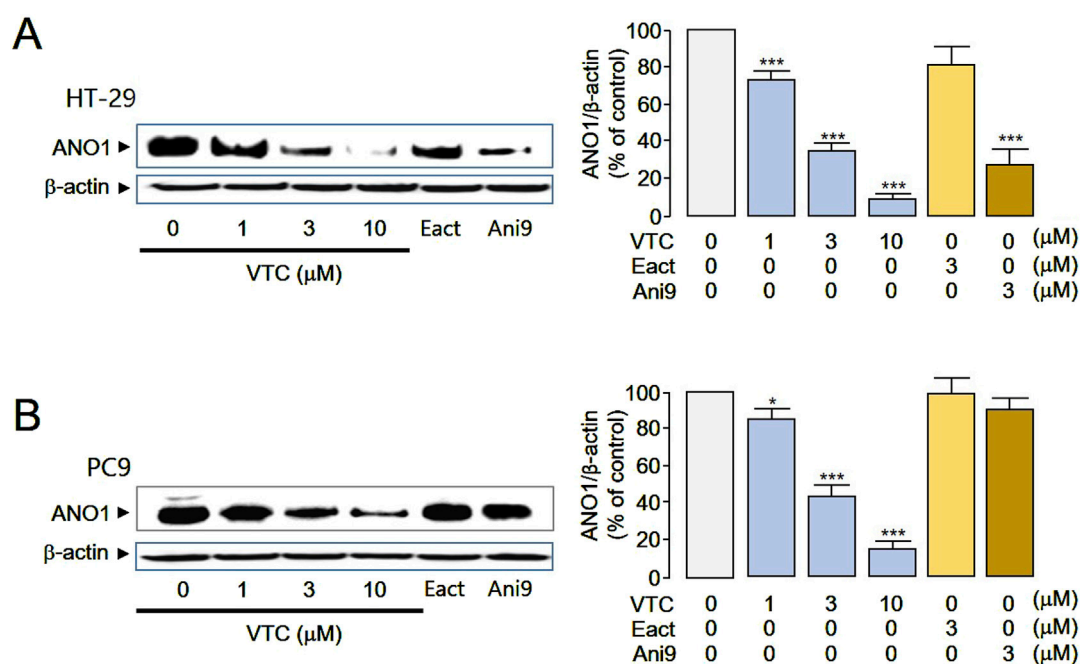 A
HT-29
ANO1
β-actin
0 1 3 10 Eact Ani9
VTC (μM)
ANO1/β-actin
(% of control)
100
80
60
40
20
0
***
***
***
***
VTC 0 1 3 10 0 0 (μM)
Eact 0 0 0 0 3 0 (μM)
Ani9 0 0 0 0 0 3 (μM)
B
PC9
ANO1
β-actin
0 1 3 10 Eact Ani9
VTC (μM)
ANO1/β-actin
(% of control)
100
80
60
40
20
0
*
***
***
VTC 0 1 3 10 0 0 (μM)
Eact 0 0 0 0 3 0 (μM)
Ani9 0 0 0 0 0 3 (μM)